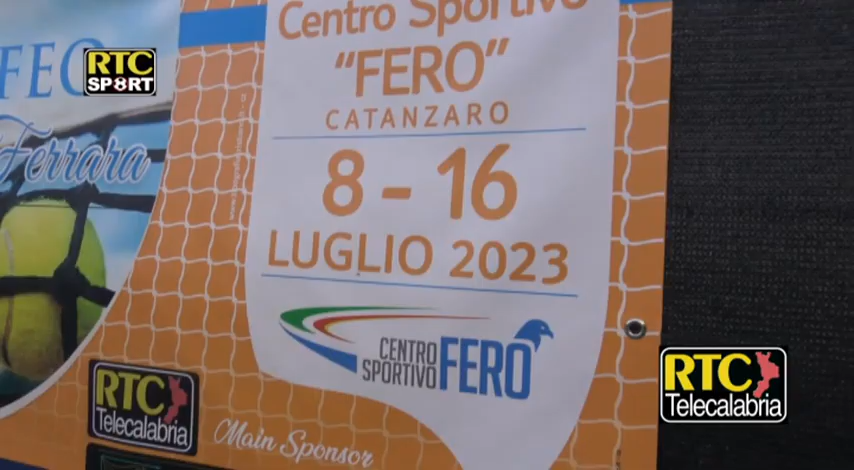 Centro Sportivo
"FERO"
CATANZARO
8 - 16
LUGLIO 2023
CENTRO
SPORTIVO
FERO
FEO
Ferrara
RTC
SPORT
RTC
Telecalabria
Main Sponsor
RTC
Telecalabria